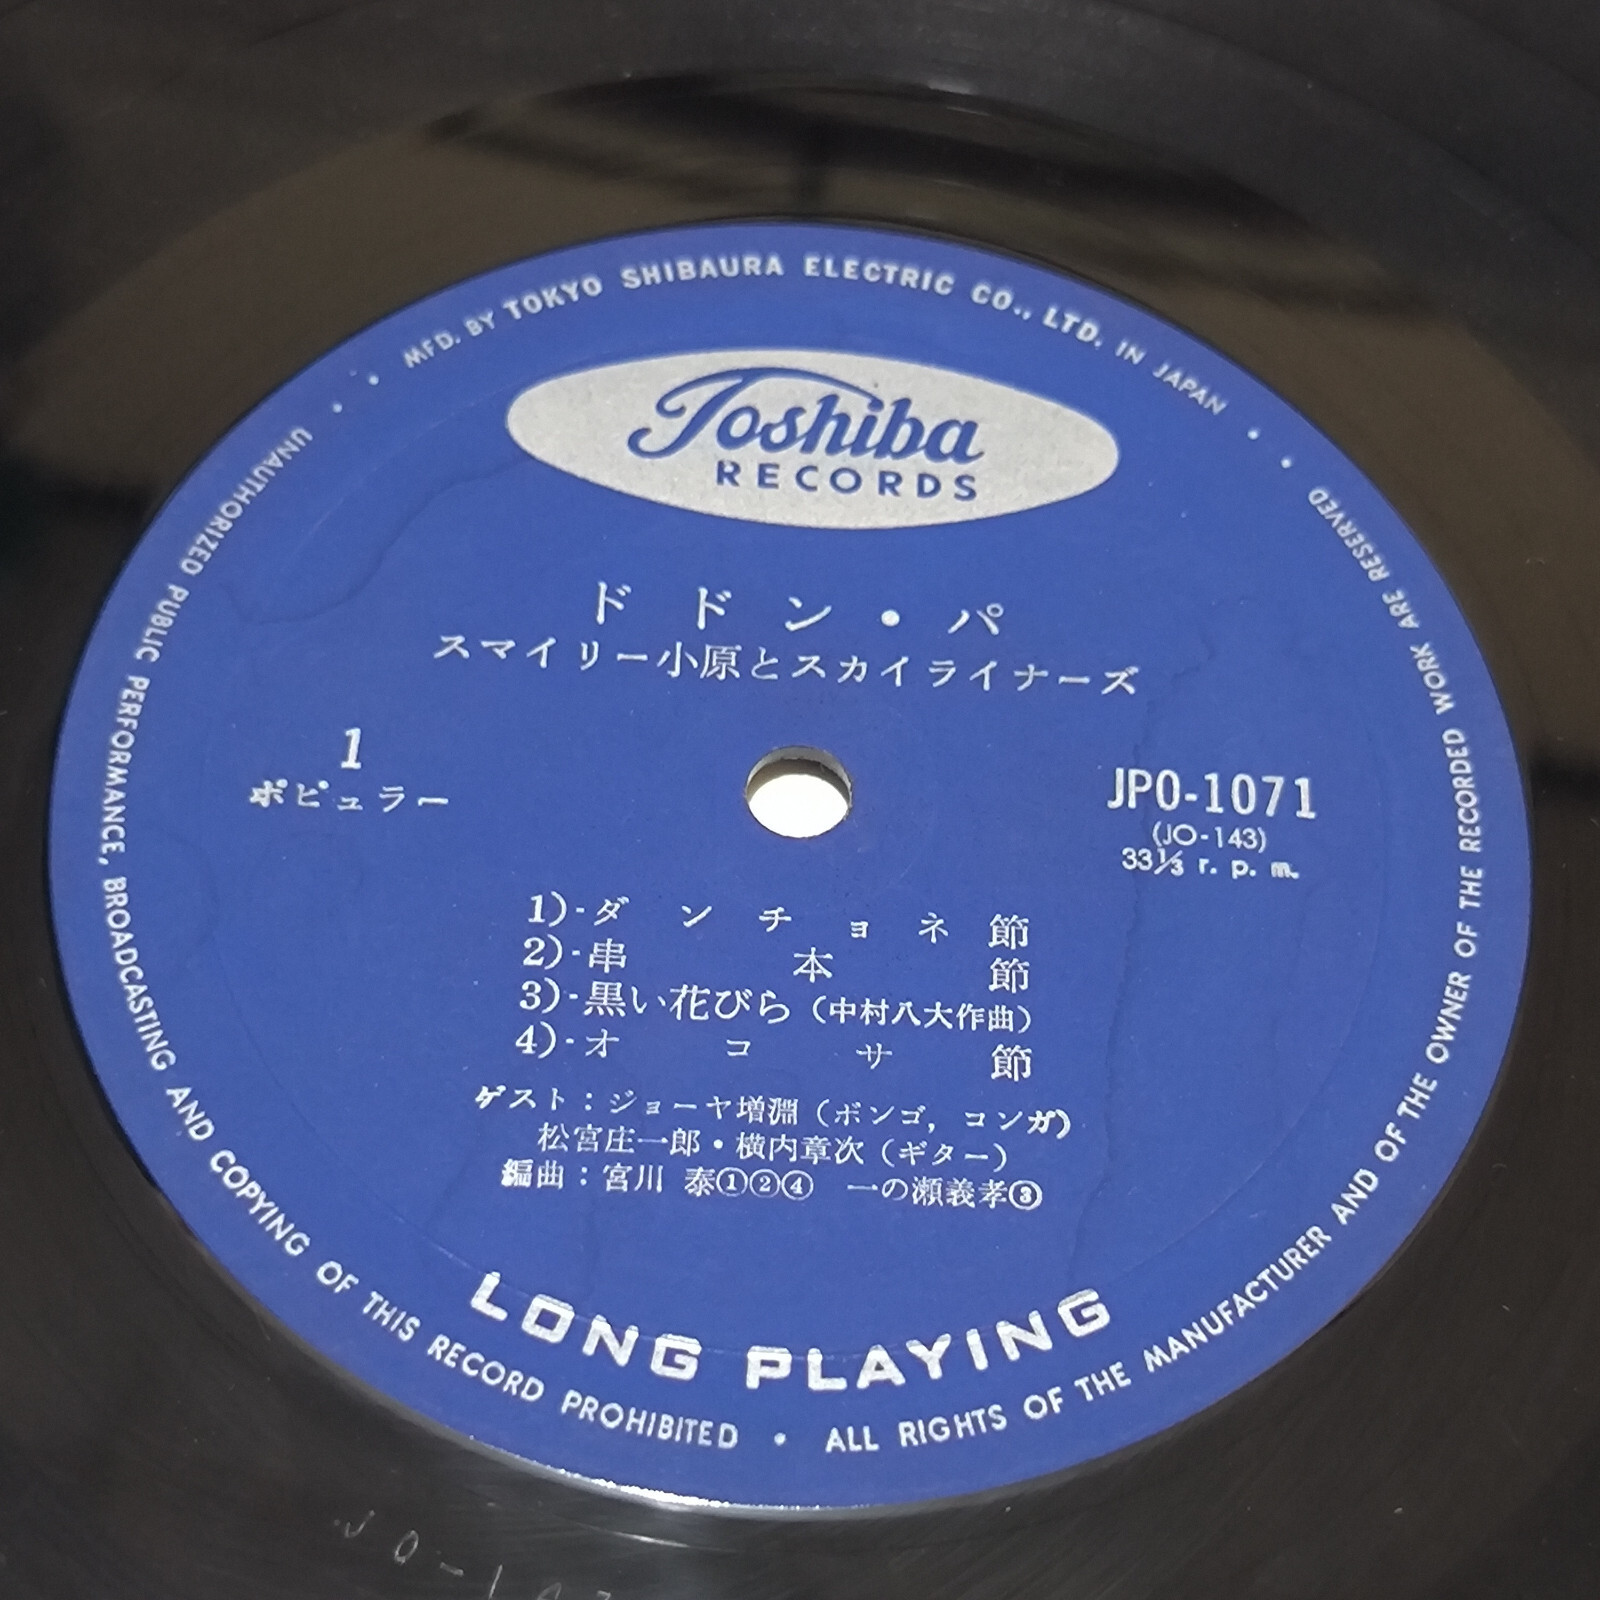 MFD. BY TOKYO SHIBAURA ELECTRIC CO., LTD. IN JAPAN
Toshiba
RECORDS
ドドン・パ
スマイリー小原とスカイライナーズ
1
ポピュラー
JPO-1071
(JO-143)
33⅓ r. p. m.
1)-ダンチョネ節
2)-串本節
3)-黒い花びら(中村八大作曲)
4)-オコサ節
ゲスト:ジョーヤ増淵(ボンゴ, コンガ)
松宮庄一郎・横内章次(ギター)
編曲:宮川 泰①②④ 一の瀬義孝③
LONG PLAYING
UNAUTHORIZED PUBLIC PERFORMANCE, BROADCASTING AND COPYING OF THIS RECORD PROHIBITED • ALL RIGHTS OF THE MANUFACTURER AND OF THE OWNER OF THE RECORDED WORK ARE RESERVED